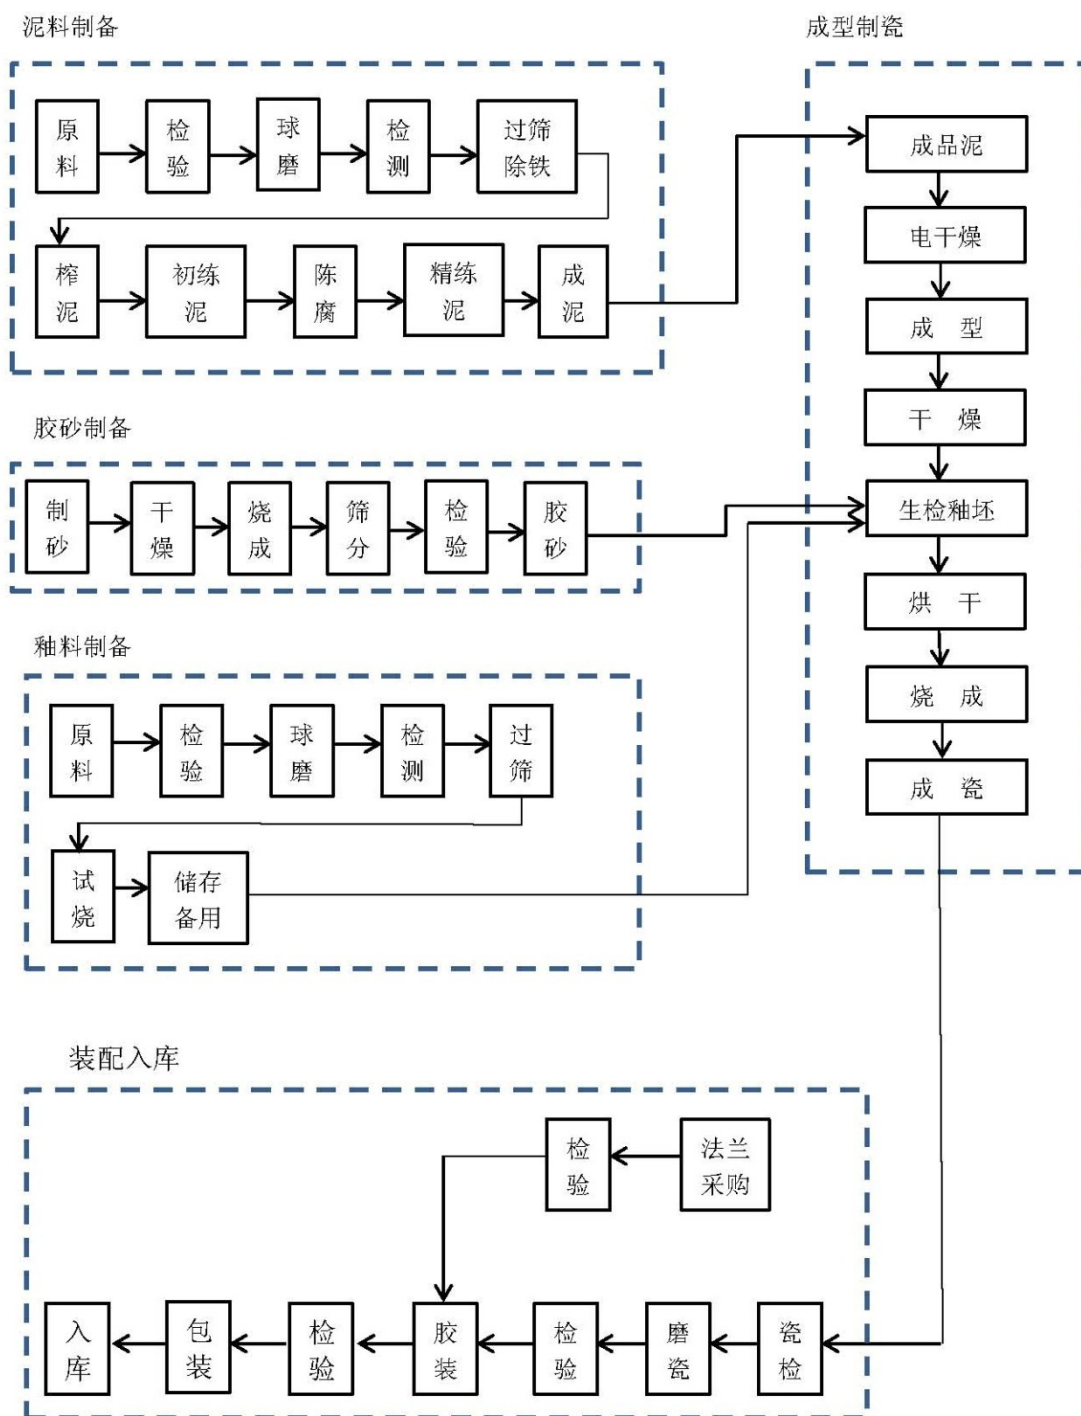 泥料制备
成型制瓷
原料
检验
球磨
检测
过筛
除铁
榨泥
初练
泥
陈腐
精练
泥
成泥
成品泥
电干燥
成 型
干 燥
生检釉坯
烘 干
烧 成
成 瓷
胶砂制备
制砂
干燥
烧成
筛分
检验
胶砂
釉料制备
原料
检验
球磨
检测
过筛
试烧
储存
备用
装配入库
检验
法兰
采购
入库
包装
检验
胶装
检验
磨瓷
瓷检